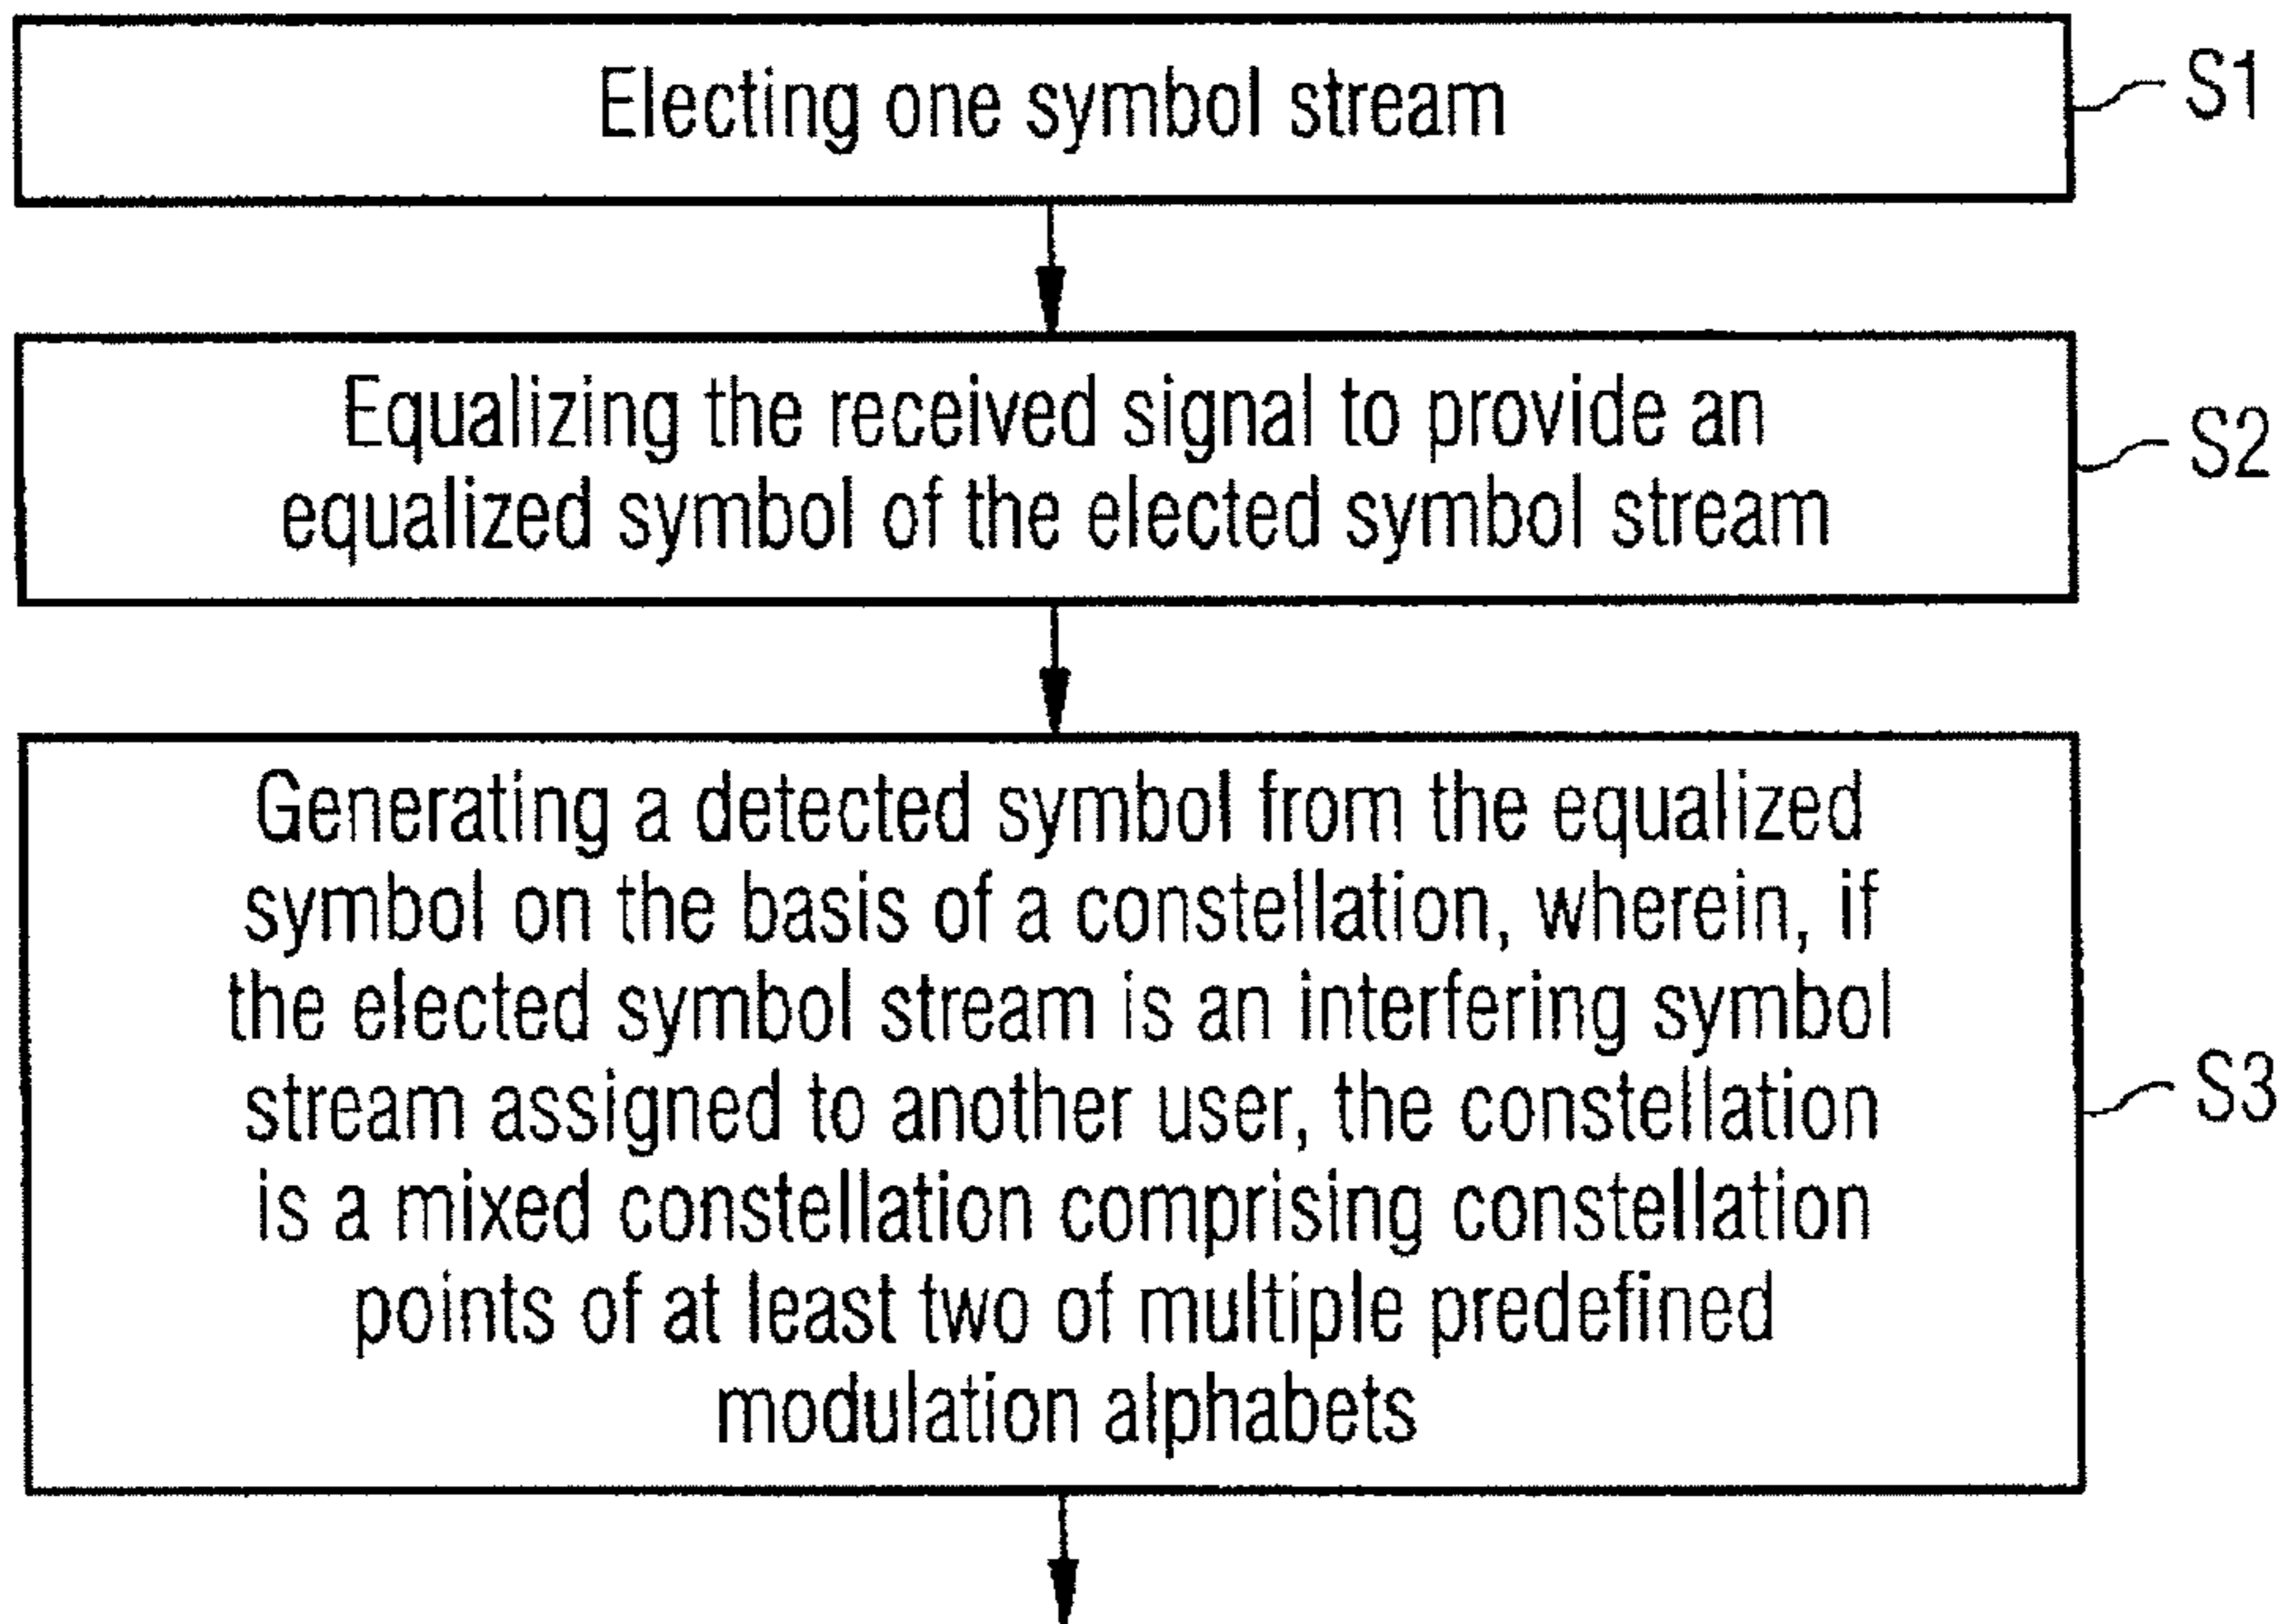 Electing one symbol stream
S1
Equalizing the received signal to provide an
equalized symbol of the elected symbol stream
S2
Generating a detected symbol from the equalized
symbol on the basis of a constellation, wherein, if
the elected symbol stream is an interfering symbol
stream assigned to another user, the constellation
is a mixed constellation comprising constellation
points of at least two of multiple predefined
modulation alphabets
S3